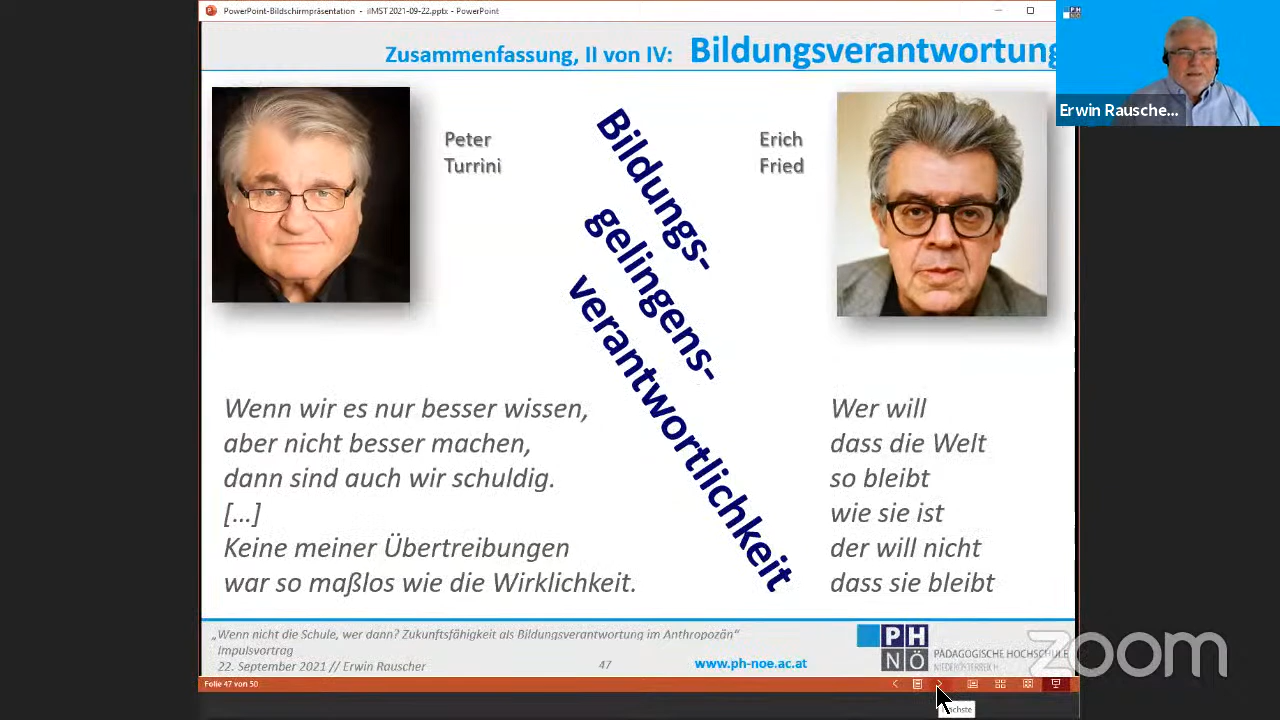 PowerPoint-Bildschirmpräsentation - IMST 2021-09-22.pptx - PowerPoint
PH
NÖ
Erwin Rausche...
Zusammenfassung, II von IV: Bildungsverantwortung
Peter
Turrini
Erich
Fried
Bildungs-
gelingens-
verantwortlichkeit
Wenn wir es nur besser wissen,
aber nicht besser machen,
dann sind auch wir schuldig.
[...]
Keine meiner Übertreibungen
war so maßlos wie die Wirklichkeit.
Wer will
dass die Welt
so bleibt
wie sie ist
der will nicht
dass sie bleibt
„Wenn nicht die Schule, wer dann? Zukunftsfähigkeit als Bildungsverantwortung im Anthropozän“
Impulsvortrag
22. September 2021 // Erwin Rauscher
47
www.ph-noe.ac.at
PH
NÖ
PÄDAGOGISCHE HOCHSCHULE
NIEDERÖSTERREICH
zoom
Folie 47 von 50